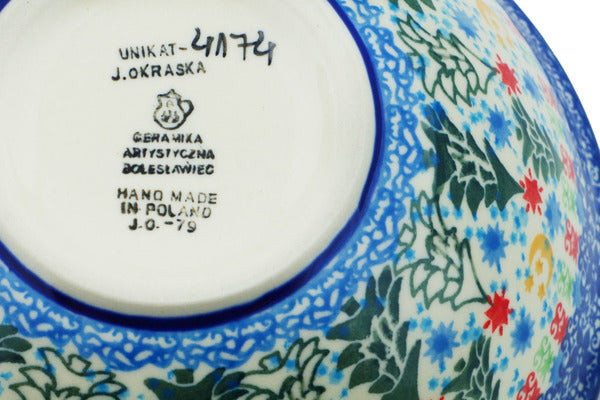 UNIKAT-4174
J.OKRASKA
CERAMIKA
ARTYSTYCZNA
BOLESŁAWIEC
HAND MADE
IN POLAND
J.O.-79